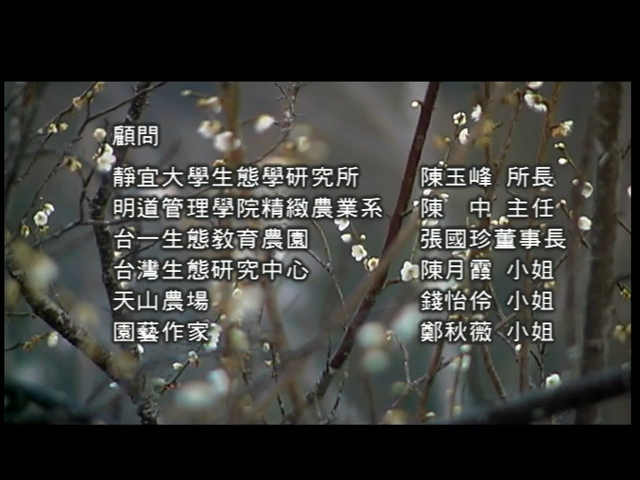 顧問
靜宜大學生態學研究所 陳玉峰 所長
明道管理學院精緻農業系 陳 中 主任
台一生態敎育農園 張國珍董事長
台灣生態研究中心 陳月霞 小姐
天山農場 錢怡伶 小姐
園藝作家 鄭秋薇 小姐